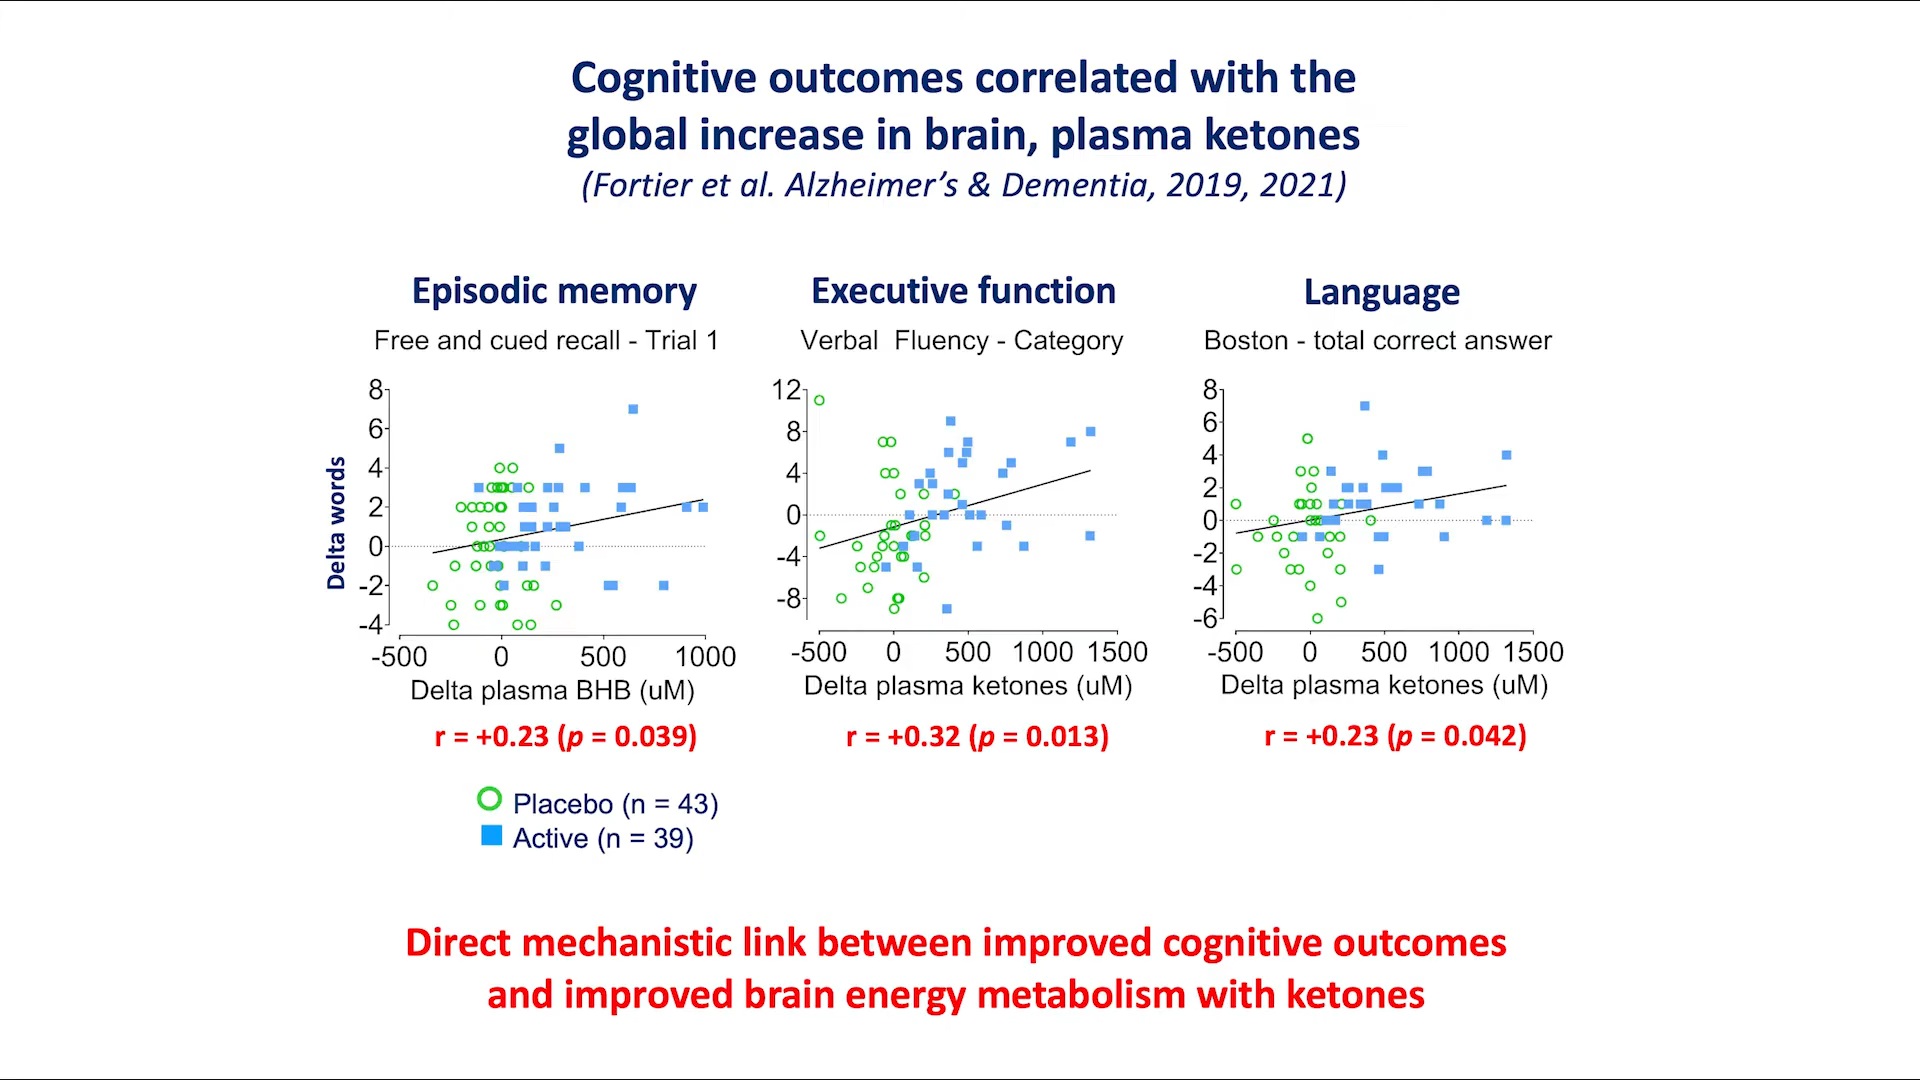 Cognitive outcomes correlated with the
global increase in brain, plasma ketones
(Fortier et al. Alzheimer's & Dementia, 2019, 2021)
Episodic memory
Free and cued recall - Trial 1
Delta words
8
6
4
2
0
-2
-4
-500 0 500 1000
Delta plasma BHB (uM)
r = +0.23 (p = 0.039)
Executive function
Verbal Fluency - Category
12
8
4
0
-4
-8
-500 0 500 1000 1500
Delta plasma ketones (uM)
r = +0.32 (p = 0.013)
Language
Boston - total correct answer
8
6
4
2
0
-2
-4
-6
-500 0 500 1000 1500
Delta plasma ketones (uM)
r = +0.23 (p = 0.042)
Placebo (n = 43)
Active (n = 39)
Direct mechanistic link between improved cognitive outcomes
and improved brain energy metabolism with ketones